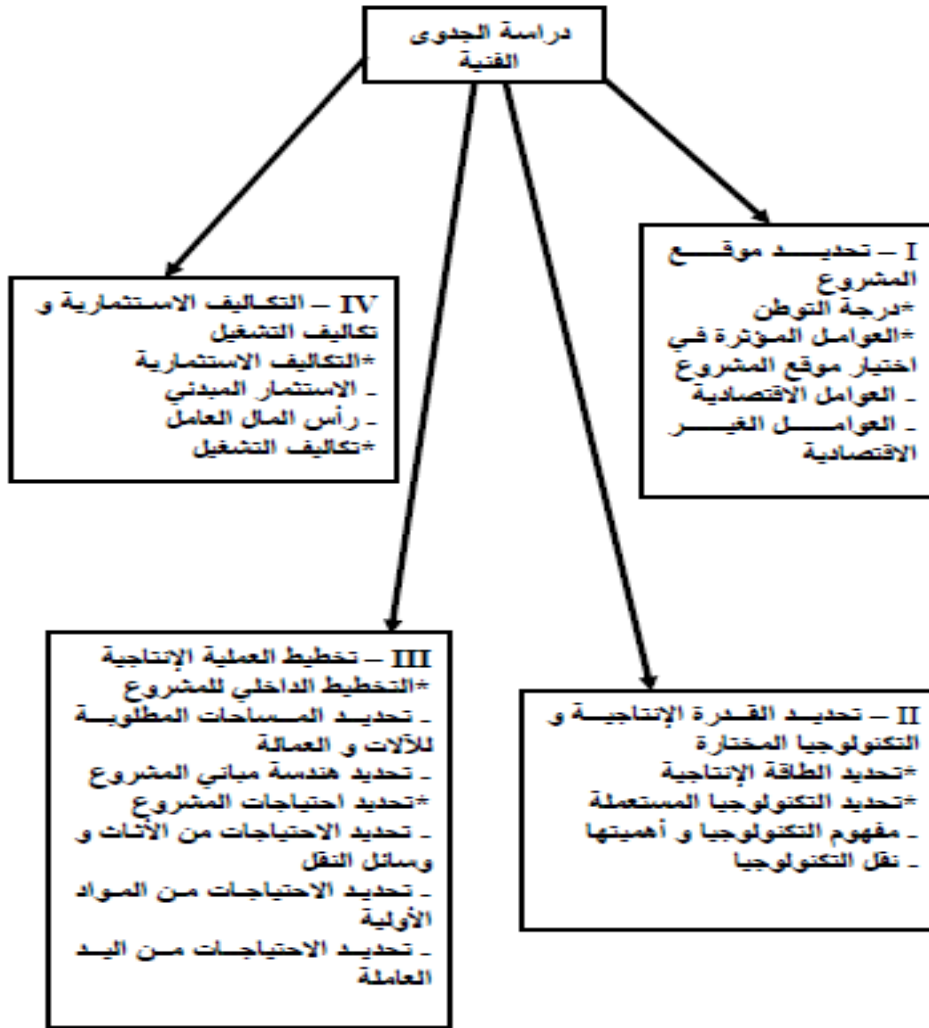 دراسة الجدوى
الفنية
I – تحديد موقع
المشروع
*درجة التوطن
*العوامل المؤثرة في
اختيار موقع المشروع
- العوامل الاقتصادية
- العوامل الغير
الاقتصادية
II – تحديد القدرة الإنتاجية و
التكنولوجيا المختارة
*تحديد الطاقة الإنتاجية
*تحديد التكنولوجيا المستعملة
- مفهوم التكنولوجيا و أهميتها
- نقل التكنولوجيا
III – تخطيط العملية الإنتاجية
*التخطيط الداخلي للمشروع
- تحديد المساحات المطلوبة
للآلات و العمالة
- تحديد هندسة مباني المشروع
*تحديد احتياجات المشروع
- تحديد الاحتياجات من الأثاث و
وسائل النقل
- تحديد الاحتياجات من المواد
الأولية
- تحديد الاحتياجات من اليد
العاملة
IV – التكاليف الاستثمارية و
تكاليف التشغيل
*التكاليف الاستثمارية
- الاستثمار المبدئي
- رأس المال العامل
*تكاليف التشغيل